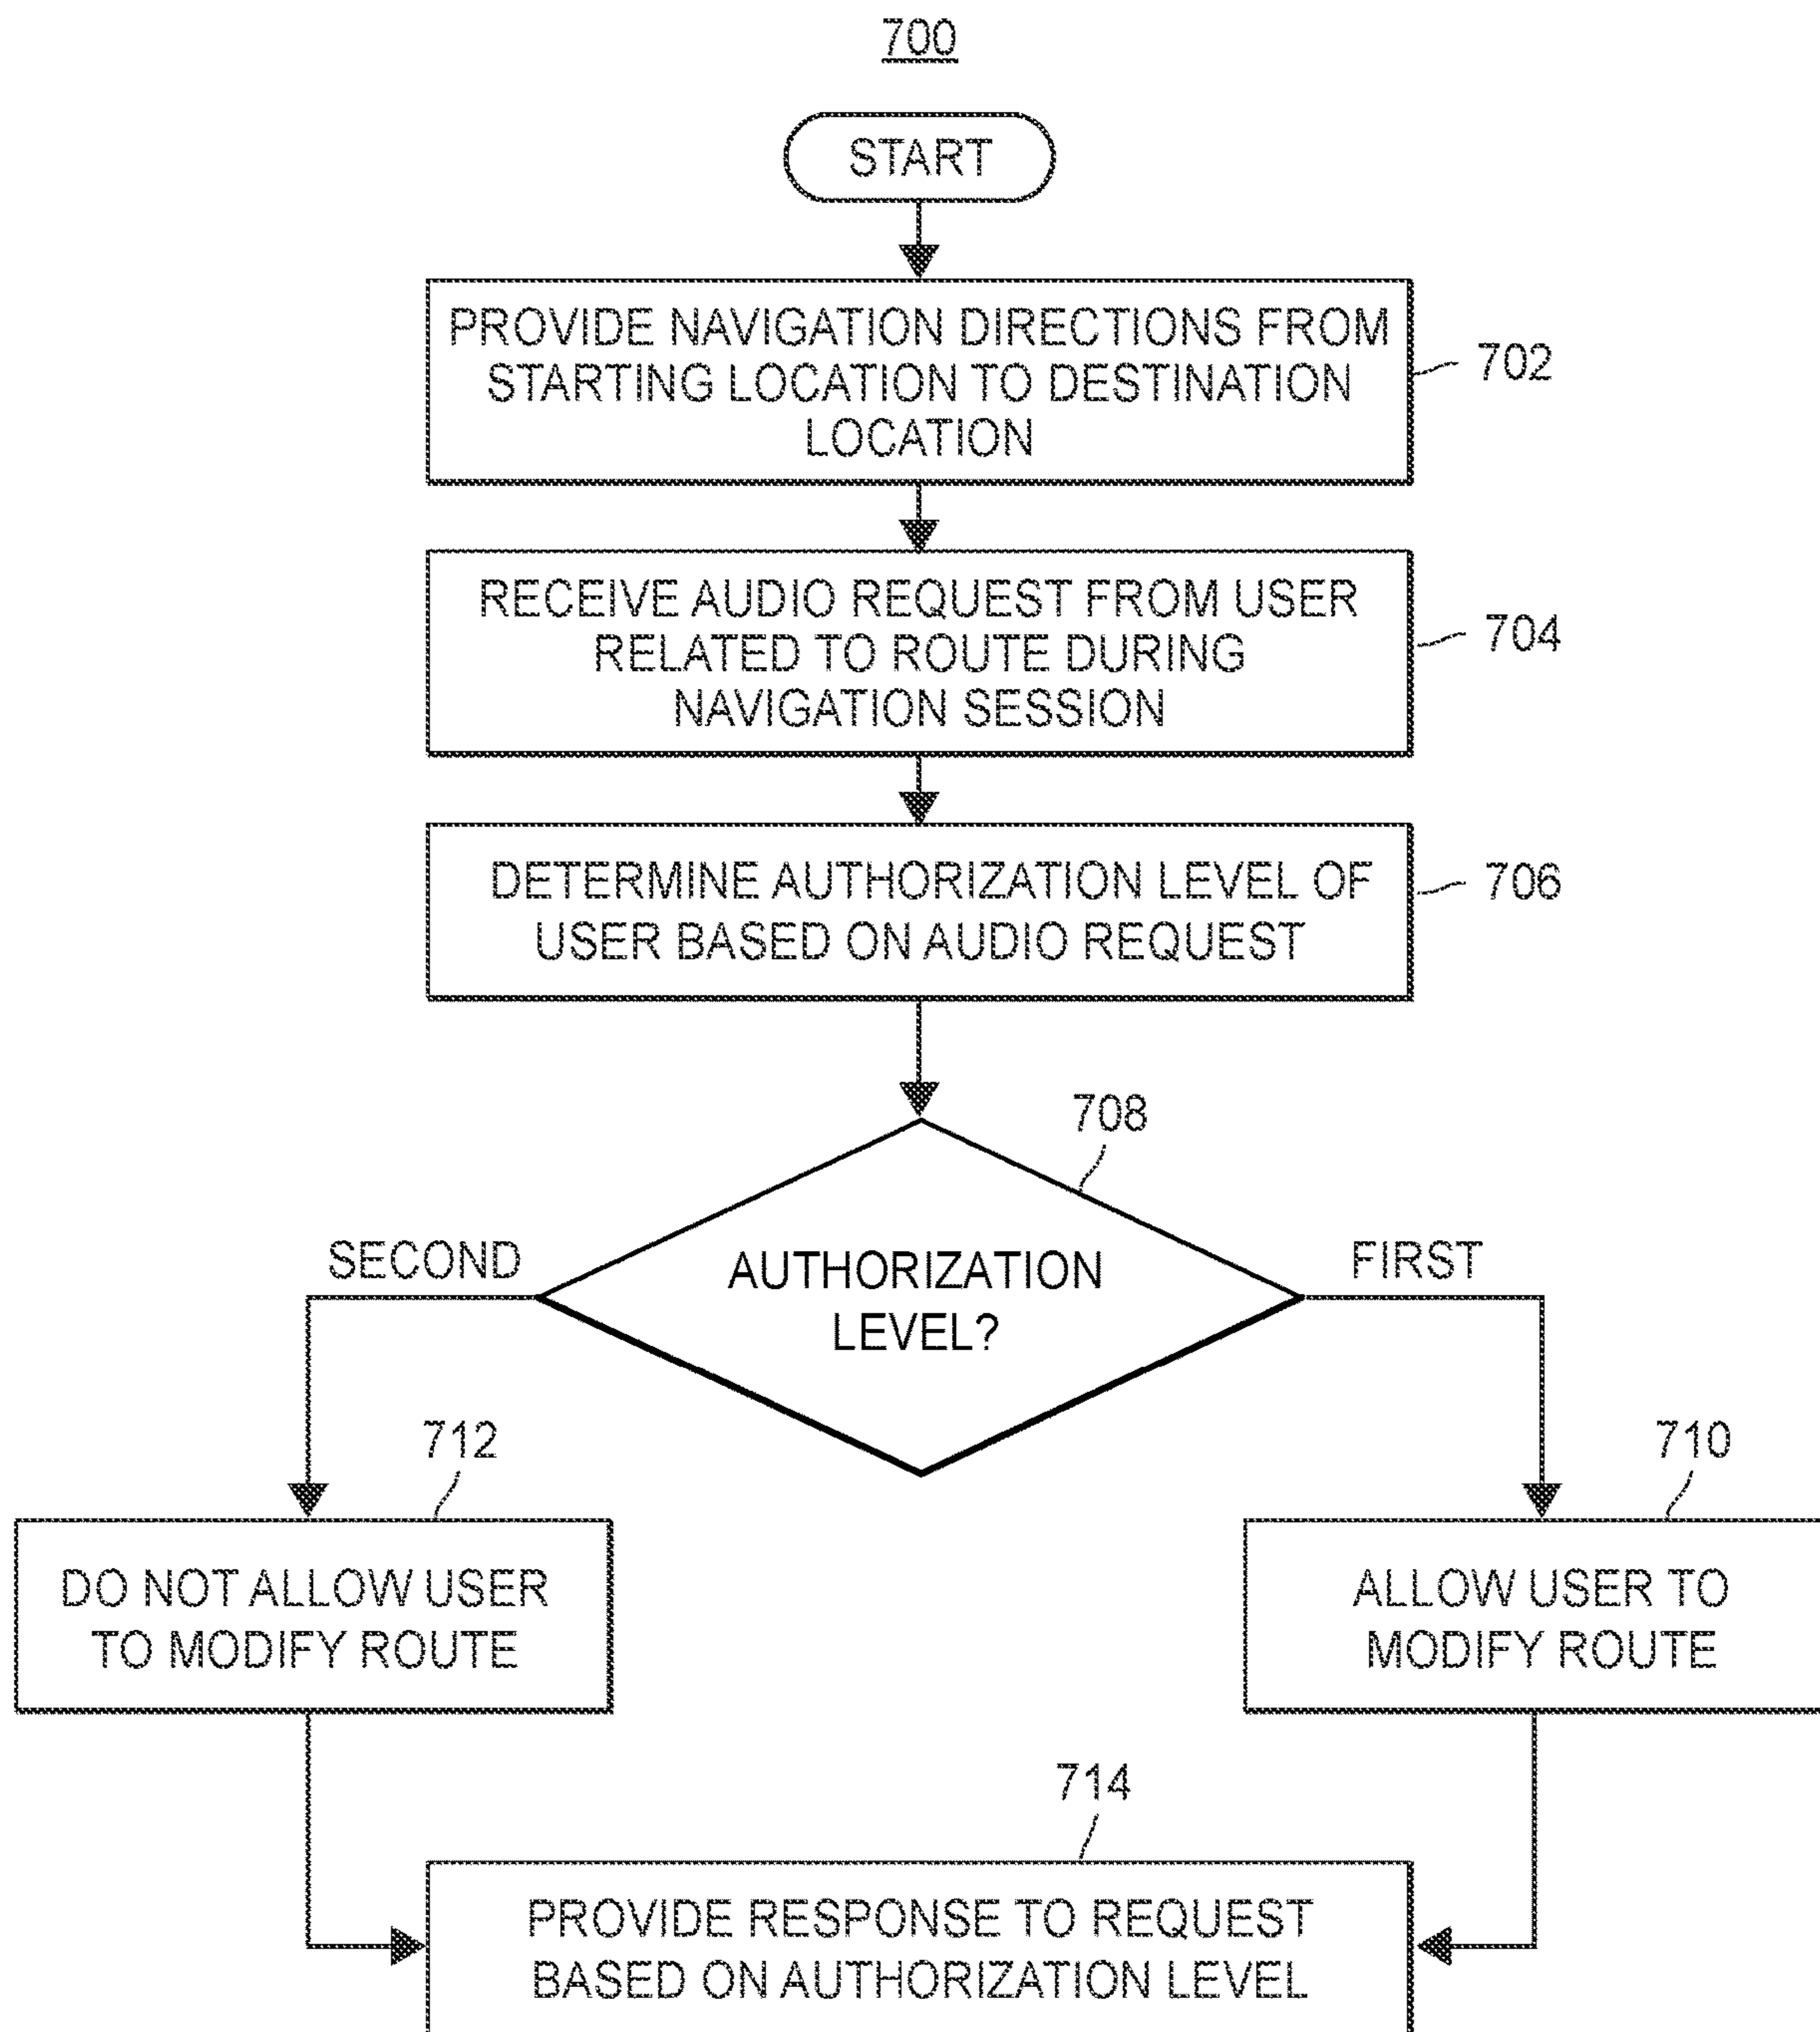 700
START
PROVIDE NAVIGATION DIRECTIONS FROM
STARTING LOCATION TO DESTINATION
LOCATION
702
RECEIVE AUDIO REQUEST FROM USER
RELATED TO ROUTE DURING
NAVIGATION SESSION
704
DETERMINE AUTHORIZATION LEVEL OF
USER BASED ON AUDIO REQUEST
706
708
SECOND
AUTHORIZATION
LEVEL?
FIRST
712
DO NOT ALLOW USER
TO MODIFY ROUTE
710
ALLOW USER TO
MODIFY ROUTE
714
PROVIDE RESPONSE TO REQUEST
BASED ON AUTHORIZATION LEVEL